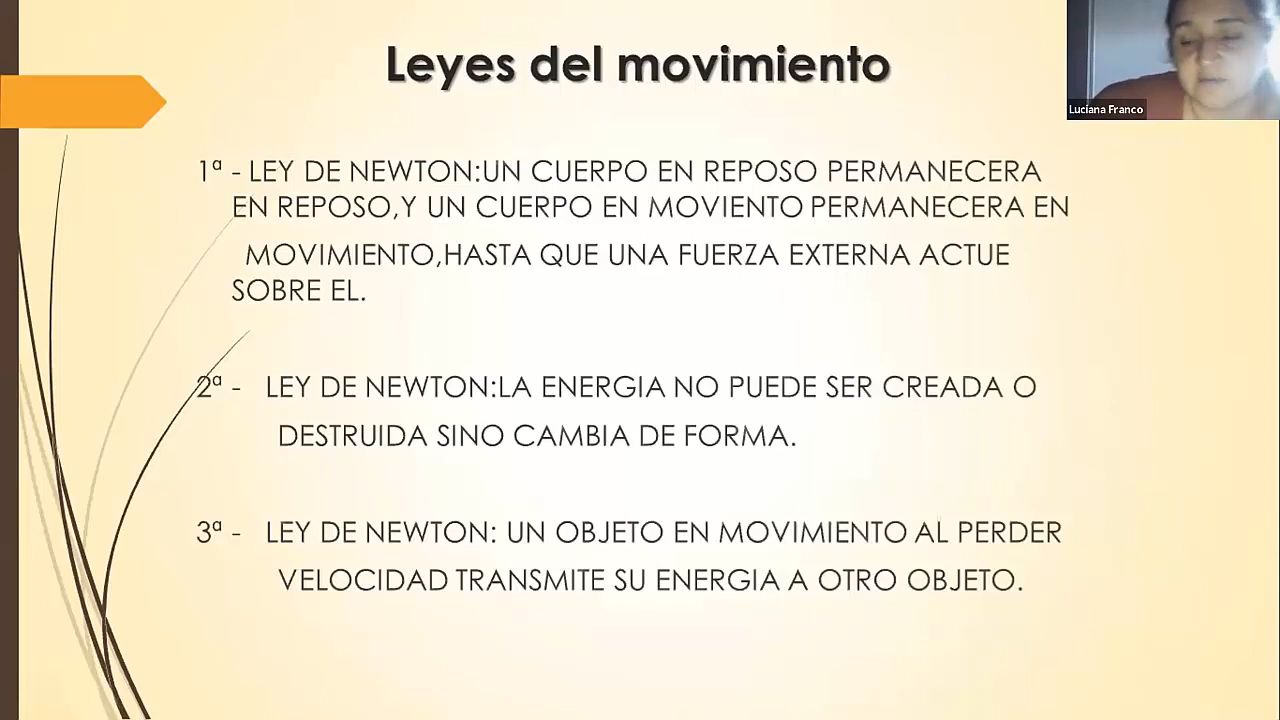 Leyes del movimiento
Luciana Franco
1ª - LEY DE NEWTON:UN CUERPO EN REPOSO PERMANECERA
EN REPOSO,Y UN CUERPO EN MOVIENTO PERMANECERA EN
MOVIMIENTO,HASTA QUE UNA FUERZA EXTERNA ACTUE
SOBRE EL.
2ª - LEY DE NEWTON:LA ENERGIA NO PUEDE SER CREADA O
DESTRUIDA SINO CAMBIA DE FORMA.
3ª - LEY DE NEWTON: UN OBJETO EN MOVIMIENTO AL PERDER
VELOCIDAD TRANSMITE SU ENERGIA A OTRO OBJETO.